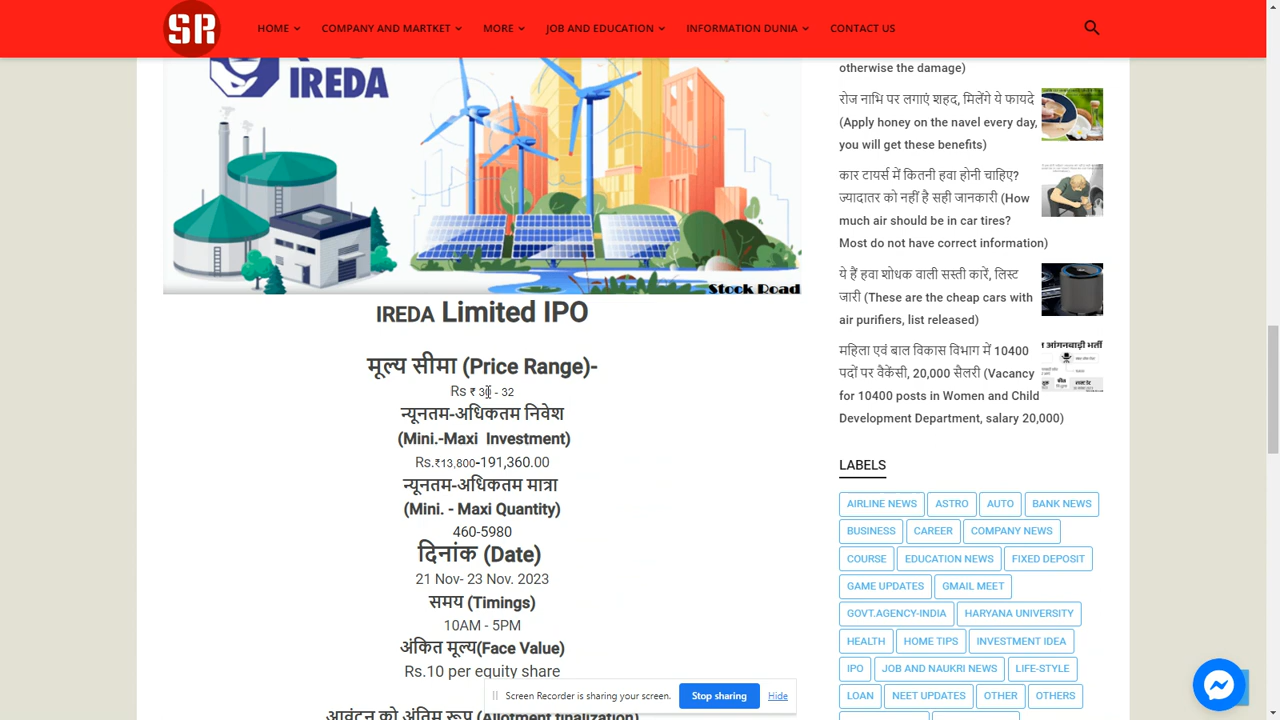 SR
HOME
COMPANY AND MARTKET
MORE
JOB AND EDUCATION
INFORMATION DUNIA
CONTACT US
IREDA
Stock Road
IREDA Limited IPO
मूल्य सीमा (Price Range)-
Rs ₹ 30 - 32
न्यूनतम-अधिकतम निवेश
(Mini.-Maxi Investment)
Rs.₹13,800-191,360.00
न्यूनतम-अधिकतम मात्रा
(Mini. - Maxi Quantity)
460-5980
दिनांक (Date)
21 Nov- 23 Nov. 2023
समय (Timings)
10AM - 5PM
अंकित मूल्य(Face Value)
Rs.10 per equity share
आवंटन को अंतिम रूप (Allotment finalization)
otherwise the damage)
रोज नाभि पर लगाएं शहद, मिलेंगे ये फायदे
(Apply honey on the navel every day,
you will get these benefits)
कार टायर्स में कितनी हवा होनी चाहिए?
ज्यादातर को नहीं है सही जानकारी (How
much air should be in car tires?
Most do not have correct information)
ये हैं हवा शोधक वाली सस्ती कारें, लिस्ट
जारी (These are the cheap cars with
air purifiers, list released)
महिला एवं बाल विकास विभाग में 10400
पदों पर वैकेंसी, 20,000 सैलरी (Vacancy
for 10400 posts in Women and Child
Development Department, salary 20,000)
LABELS
AIRLINE NEWS
ASTRO
AUTO
BANK NEWS
BUSINESS
CAREER
COMPANY NEWS
COURSE
EDUCATION NEWS
FIXED DEPOSIT
GAME UPDATES
GMAIL MEET
GOVT.AGENCY-INDIA
HARYANA UNIVERSITY
HEALTH
HOME TIPS
INVESTMENT IDEA
IPO
JOB AND NAUKRI NEWS
LIFE-STYLE
LOAN
NEET UPDATES
OTHER
OTHERS
Screen Recorder is sharing your screen.
Stop sharing
Hide